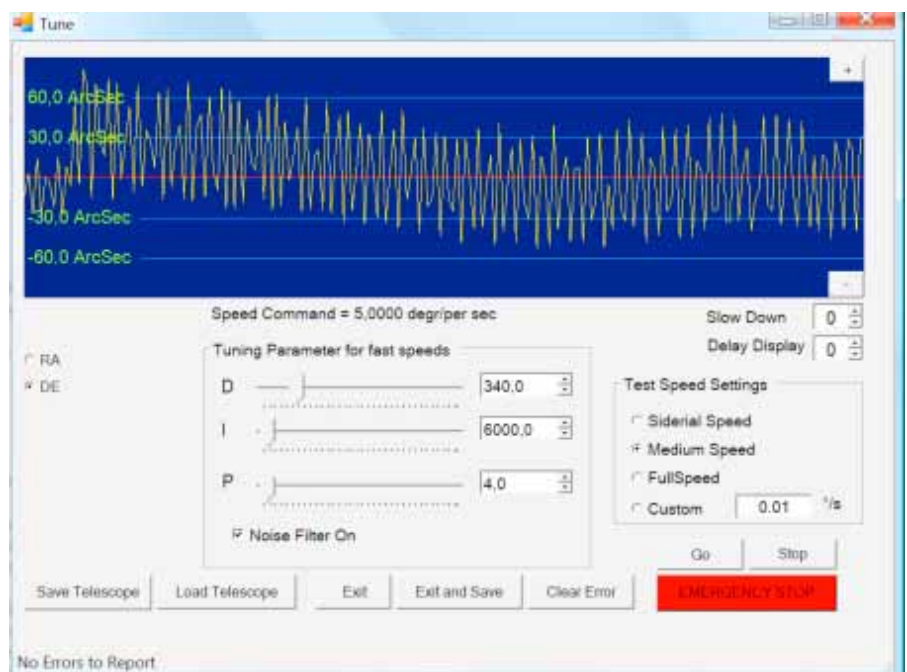 Tune
+
60,0 ArcSec
30,0 ArcSec
-30,0 ArcSec
-60,0 ArcSec
-
Speed Command = 5,0000 degr/per sec
Slow Down 0
Delay Display 0
RA
DE
Tuning Parameter for fast speeds
D 340,0
I 6000,0
P 4,0
Noise Filter On
Test Speed Settings
Siderial Speed
Medium Speed
FullSpeed
Custom 0.01 °/s
Go Stop
Save Telescope Load Telescope Exit Exit and Save Clear Error EMERGENCY STOP
No Errors to Report